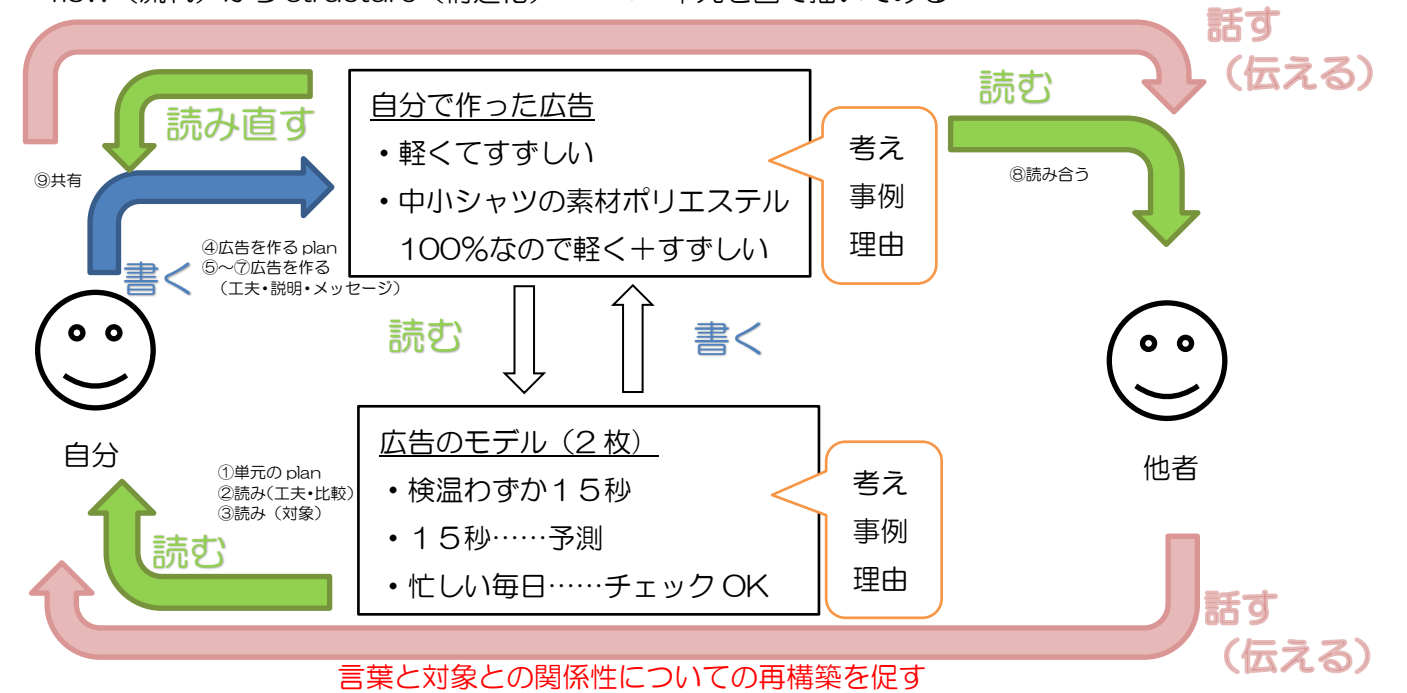 話す
（伝える）
読み直す
自分で作った広告
・軽くてすずしい
・中小シャツの素材ポリエステル
100％なので軽く＋すずしい
考え
事例
理由
読む
⑧読み合う
⑨共有
④広告を作る plan
⑤～⑦広告を作る
（工夫・説明・メッセージ）
書く
読む
書く
自分
他者
①単元の plan
②読み（工夫・比較）
③読み（対象）
読む
広告のモデル（２枚）
・検温わずか１５秒
・１５秒……予測
・忙しい毎日……チェック OK
考え
事例
理由
話す
（伝える）
言葉と対象との関係性についての再構築を促す